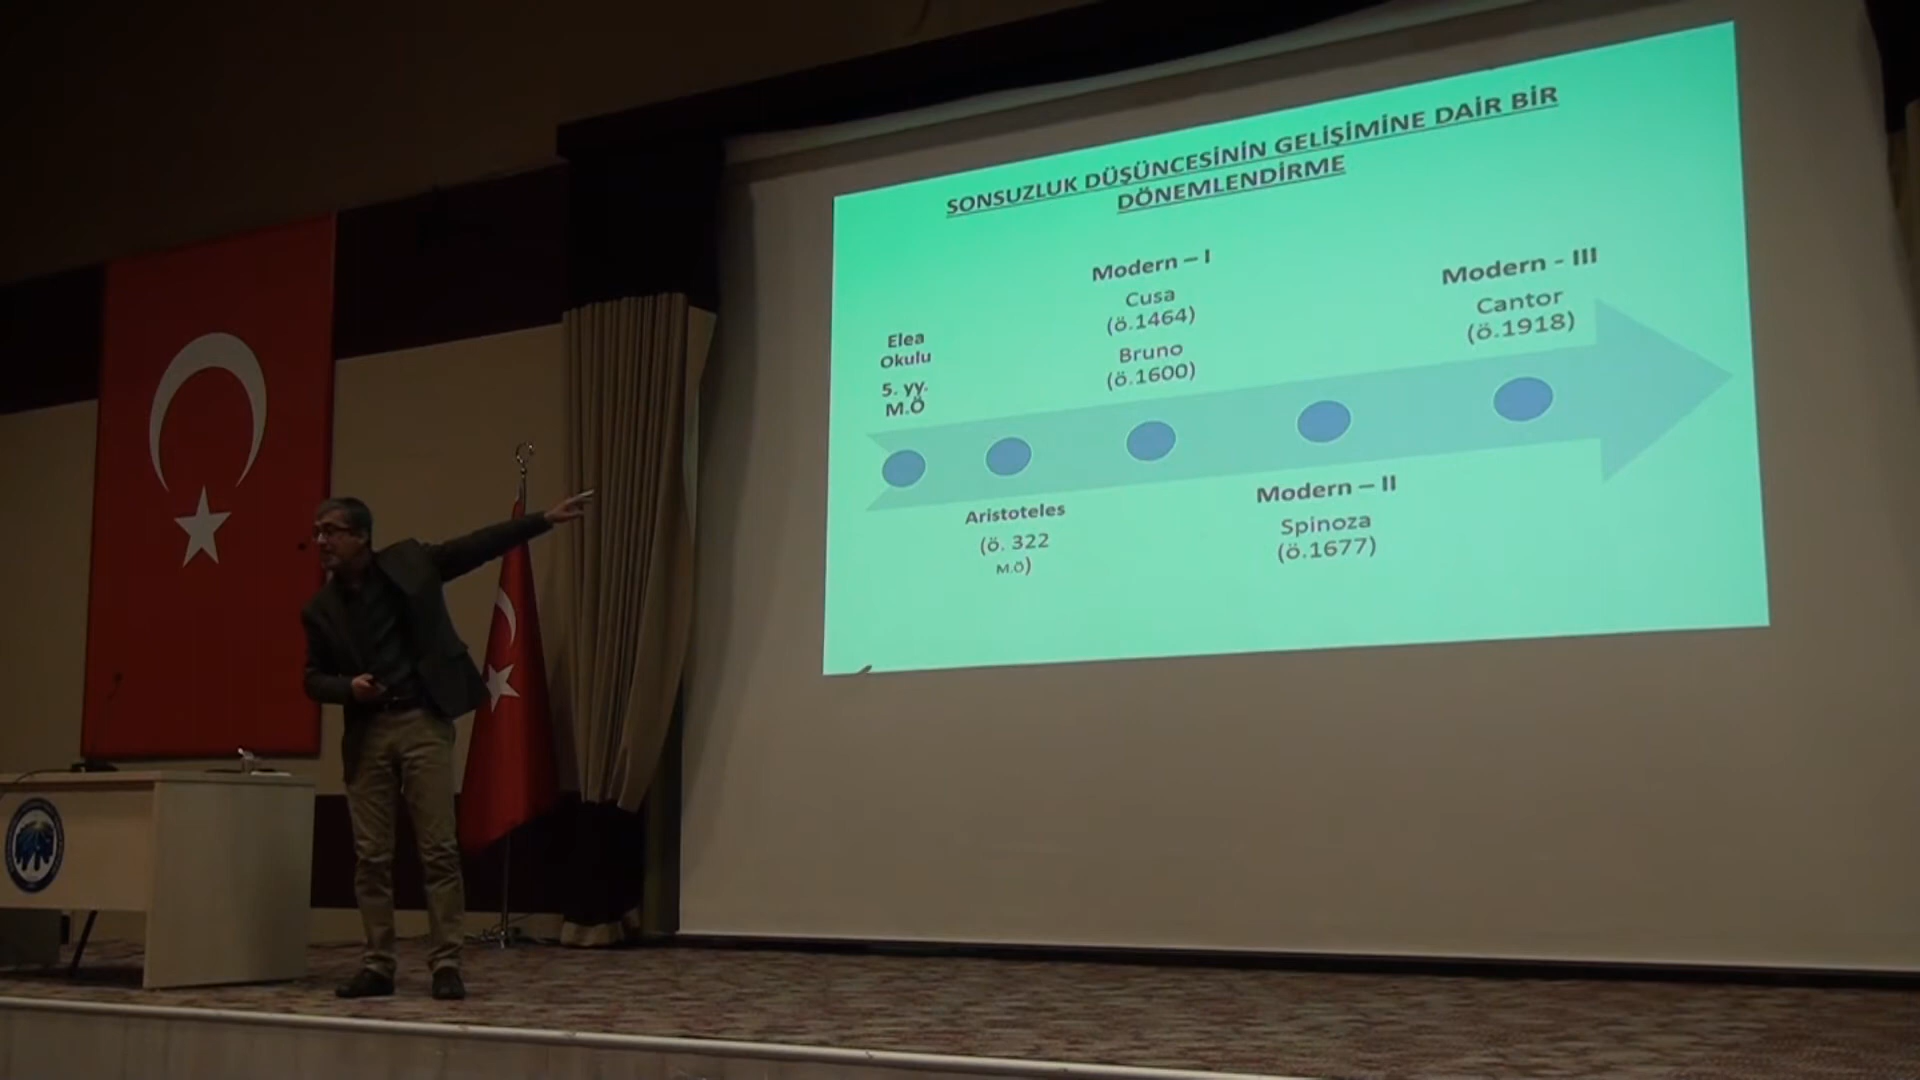 SONSUZLUK DÜŞÜNCESİNİN GELİŞİMİNE DAİR BİR
DÖNEMLENDİRME
Elea
Okulu
5. yy.
M.Ö
Aristoteles
(ö. 322
M.Ö)
Modern – I
Cusa
(ö.1464)
Bruno
(ö.1600)
Modern – II
Spinoza
(ö.1677)
Modern - III
Cantor
(ö.1918)